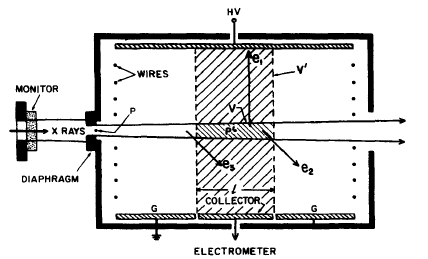 HV
e₁
V'
WIRES
MONITOR
P
V
X RAYS
P'
DIAPHRAGM
e₃
e₂
l
COLLECTOR
G
G
ELECTROMETER